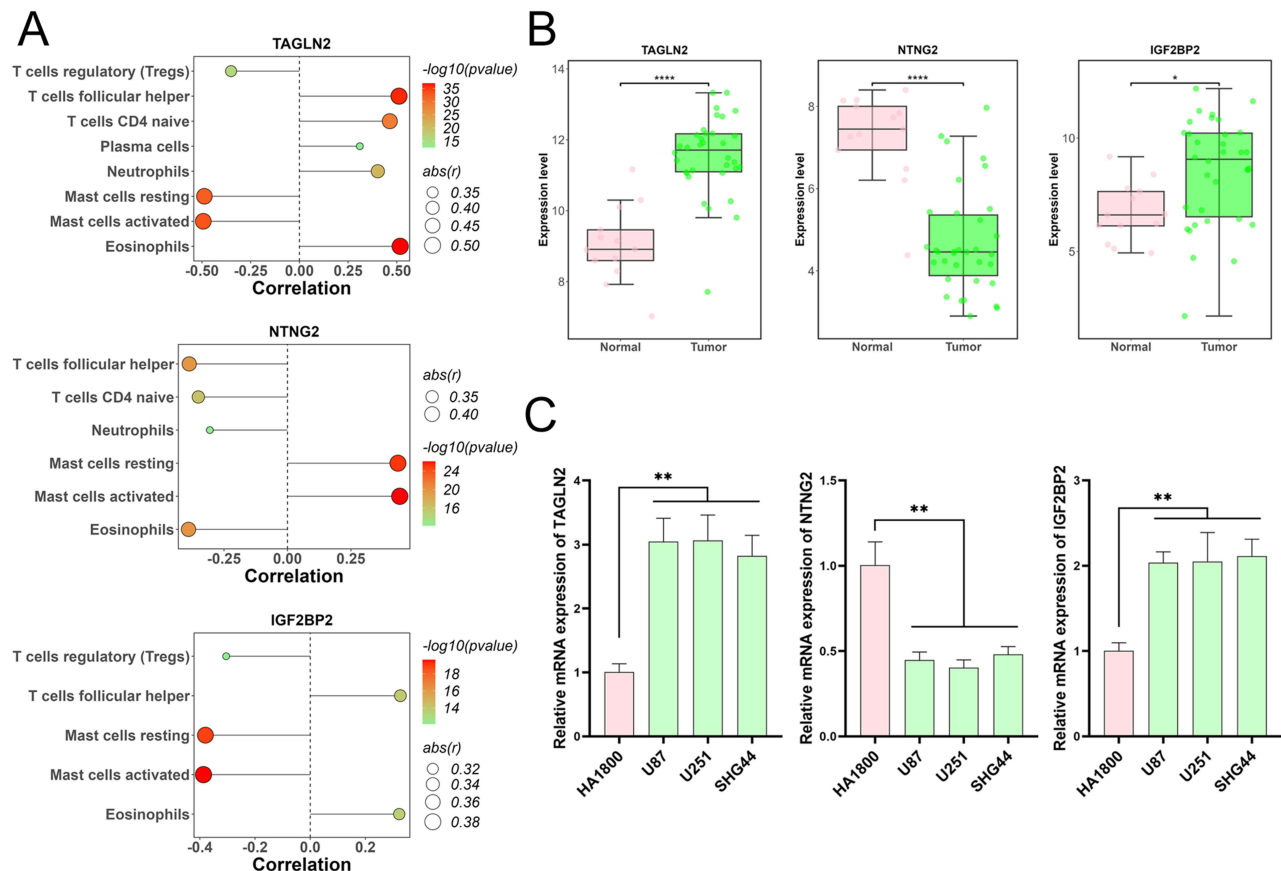 A
TAGLN2
T cells regulatory (Tregs)
T cells follicular helper
T cells CD4 naive
Plasma cells
Neutrophils
Mast cells resting
Mast cells activated
Eosinophils
-0.50 -0.25 0.00 0.25 0.50
Correlation
-log10(pvalue)
35
30
25
20
15
abs(r)
0.35
0.40
0.45
0.50
NTNG2
T cells follicular helper
T cells CD4 naive
Neutrophils
Mast cells resting
Mast cells activated
Eosinophils
-0.25 0.00 0.25
Correlation
abs(r)
0.35
0.40
-log10(pvalue)
24
20
16
IGF2BP2
T cells regulatory (Tregs)
T cells follicular helper
Mast cells resting
Mast cells activated
Eosinophils
-0.4 -0.2 0.0 0.2
Correlation
-log10(pvalue)
18
16
14
abs(r)
0.32
0.34
0.36
0.38
B
TAGLN2
****
Expression level
14
12
10
8
Normal Tumor
NTNG2
****
Expression level
8
6
4
Normal Tumor
IGF2BP2
*
Expression level
10
5
Normal Tumor
C
Relative mRNA expression of TAGLN2
**
4
3
2
1
0
HA1800 U87 U251 SHG44
Relative mRNA expression of NTNG2
**
1.5
1.0
0.5
0.0
HA1800 U87 U251 SHG44
Relative mRNA expression of IGF2BP2
**
3
2
1
0
HA1800 U87 U251 SHG44